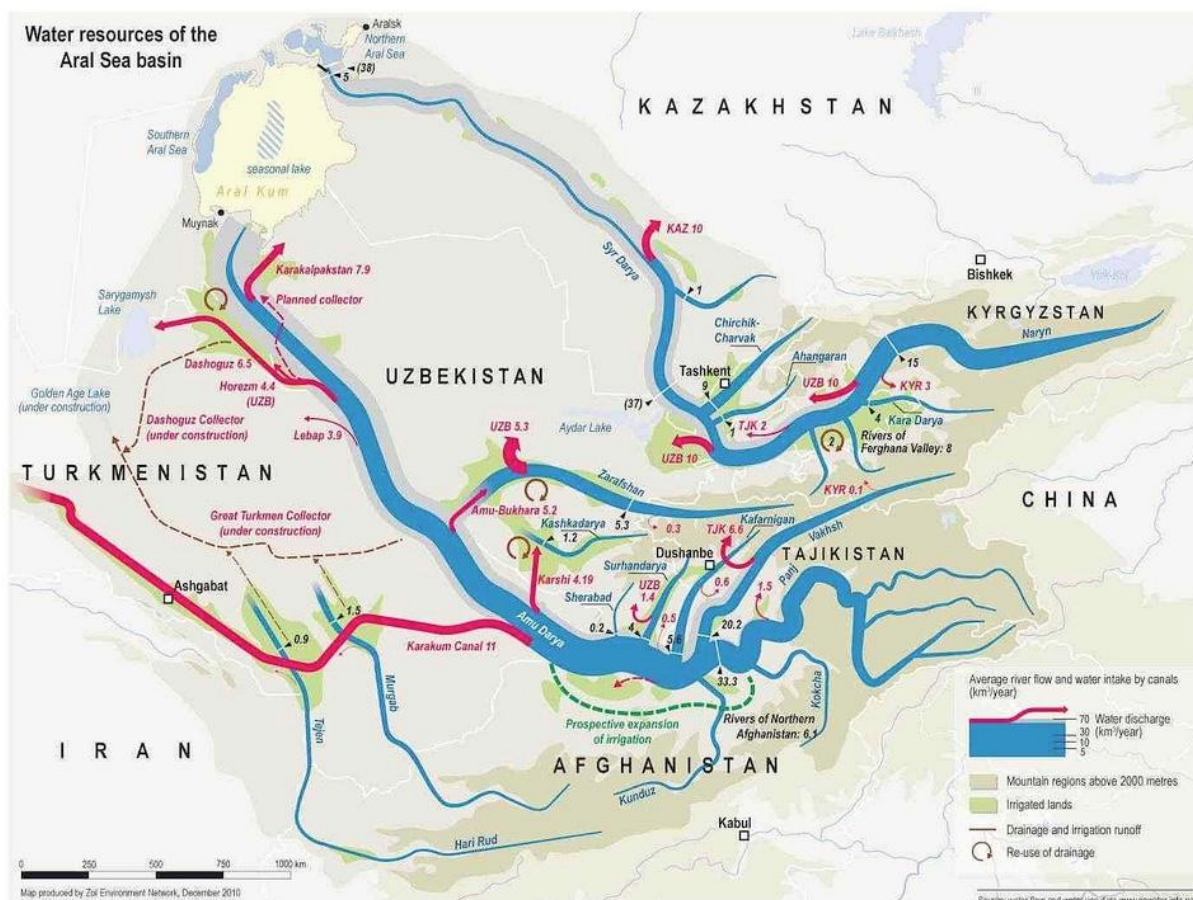 Water resources of the
Aral Sea basin
Aralsk
Northern
Aral Sea
(38)
5
Lake Balkhash
Ili
KAZAKHSTAN
Southern
Aral Sea
seasonal lake
Aral Kum
Muynak
Syr Darya
KAZ 10
1
Bishkek
Karakalpakstan 7.9
Planned collector
Sarygamysh
Lake
KYRGYZSTAN
Naryn
Chirchik-
Charvak
Ahangaran
15
Dashoguz 6.5
Horezm 4.4
(UZB)
UZBEKISTAN
Tashkent
9
UZB 10
KYR 3
Golden Age Lake
(under construction)
(37)
1
TJK 2
4
Kara Darya
Dashoguz Collector
(under construction)
Lebap 3.9
UZB 5.3
Aydar Lake
UZB 10
2
Rivers of
Ferghana Valley: 8
TURKMENISTAN
Zarafshan
KYR 0.1
CHINA
Great Turkmen Collector
(under construction)
Amu-Bukhara 5.2
5.3
Kashkadarya
1.2
0.3
TJK 6.6
Kafarnigan
Vakhsh
Dushanbe
TAJIKISTAN
Ashgabat
Karshi 4.19
Surhandarya
Sherabad
UZB
1.4
0.6
1.5
Panj
1.5
0.9
Amu Darya
0.2
4
0.5
5.6
20.2
Karakum Canal 11
33.3
Murgab
Tejen
Kokcha
Prospective expansion
of irrigation
Rivers of Northern
Afghanistan: 6.1
IRAN
AFGHANISTAN
Kunduz
Hari Rud
Kabul
Average river flow and water intake by canals
(km³/year)
70 Water discharge
30 (km³/year)
10
5
Mountain regions above 2000 metres
Irrigated lands
Drainage and irrigation runoff
Re-use of drainage
0 250 500 750 1000 km
Map produced by Zoï Environment Network, December 2010